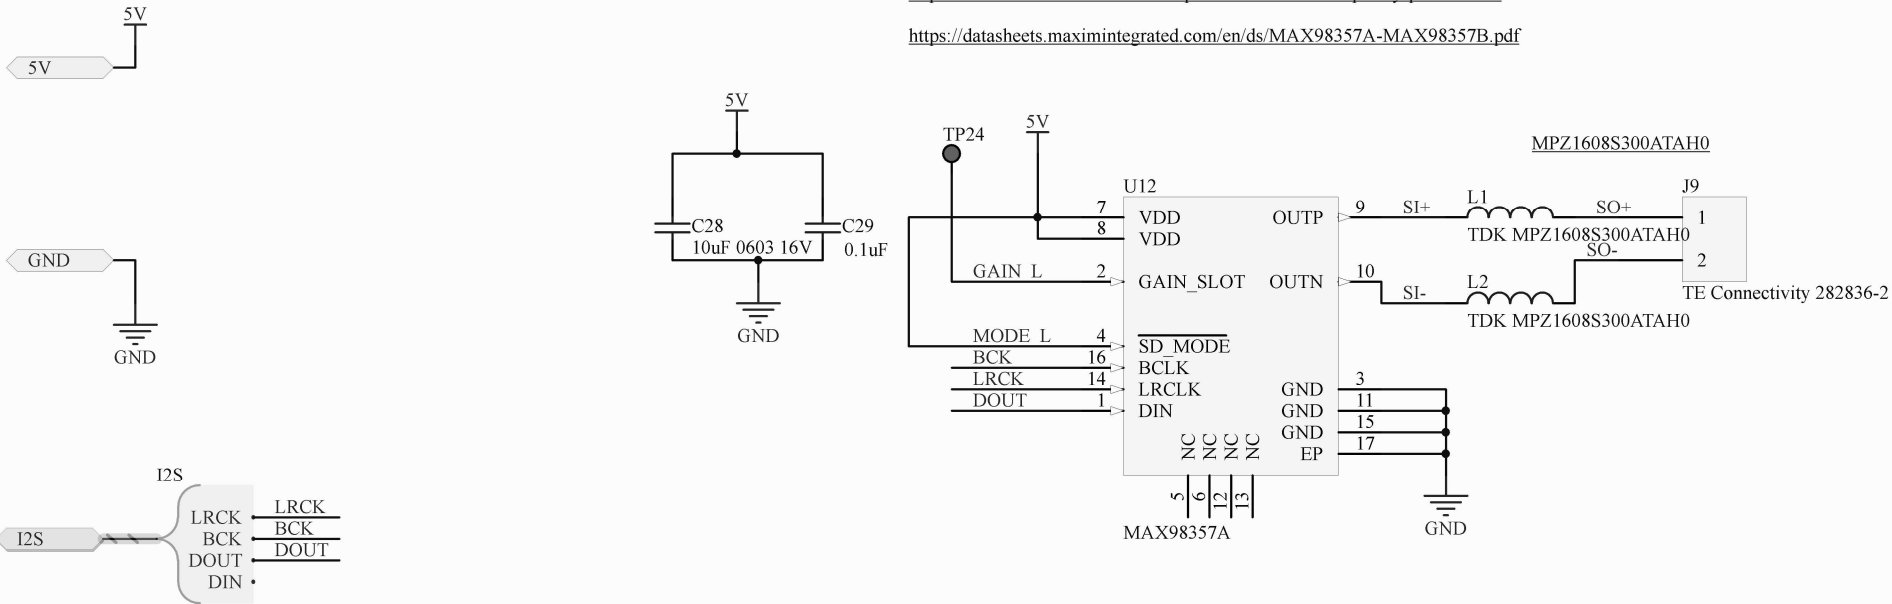 https://datasheets.maximintegrated.com/en/ds/MAX98357A-MAX98357B.pdf
5V
5V
GND
GND
I2S
I2S
LRCK
LRCK
BCK
BCK
DOUT
DOUT
DIN
5V
C28
10uF 0603 16V
C29
0.1uF
GND
TP24
5V
U12
7 VDD
8 VDD
GAIN_L 2 GAIN_SLOT
MODE_L 4 SD_MODE
BCK 16 BCLK
LRCK 14 LRCLK
DOUT 1 DIN
OUTP 9 SI+
OUTN 10 SI-
GND 3
GND 11
GND 15
EP 17
NC NC NC NC
5 6 12 13
MAX98357A
GND
MPZ1608S300ATAH0
L1
SO+
TDK MPZ1608S300ATAH0
SO-
L2
TDK MPZ1608S300ATAH0
J9
1
2
TE Connectivity 282836-2